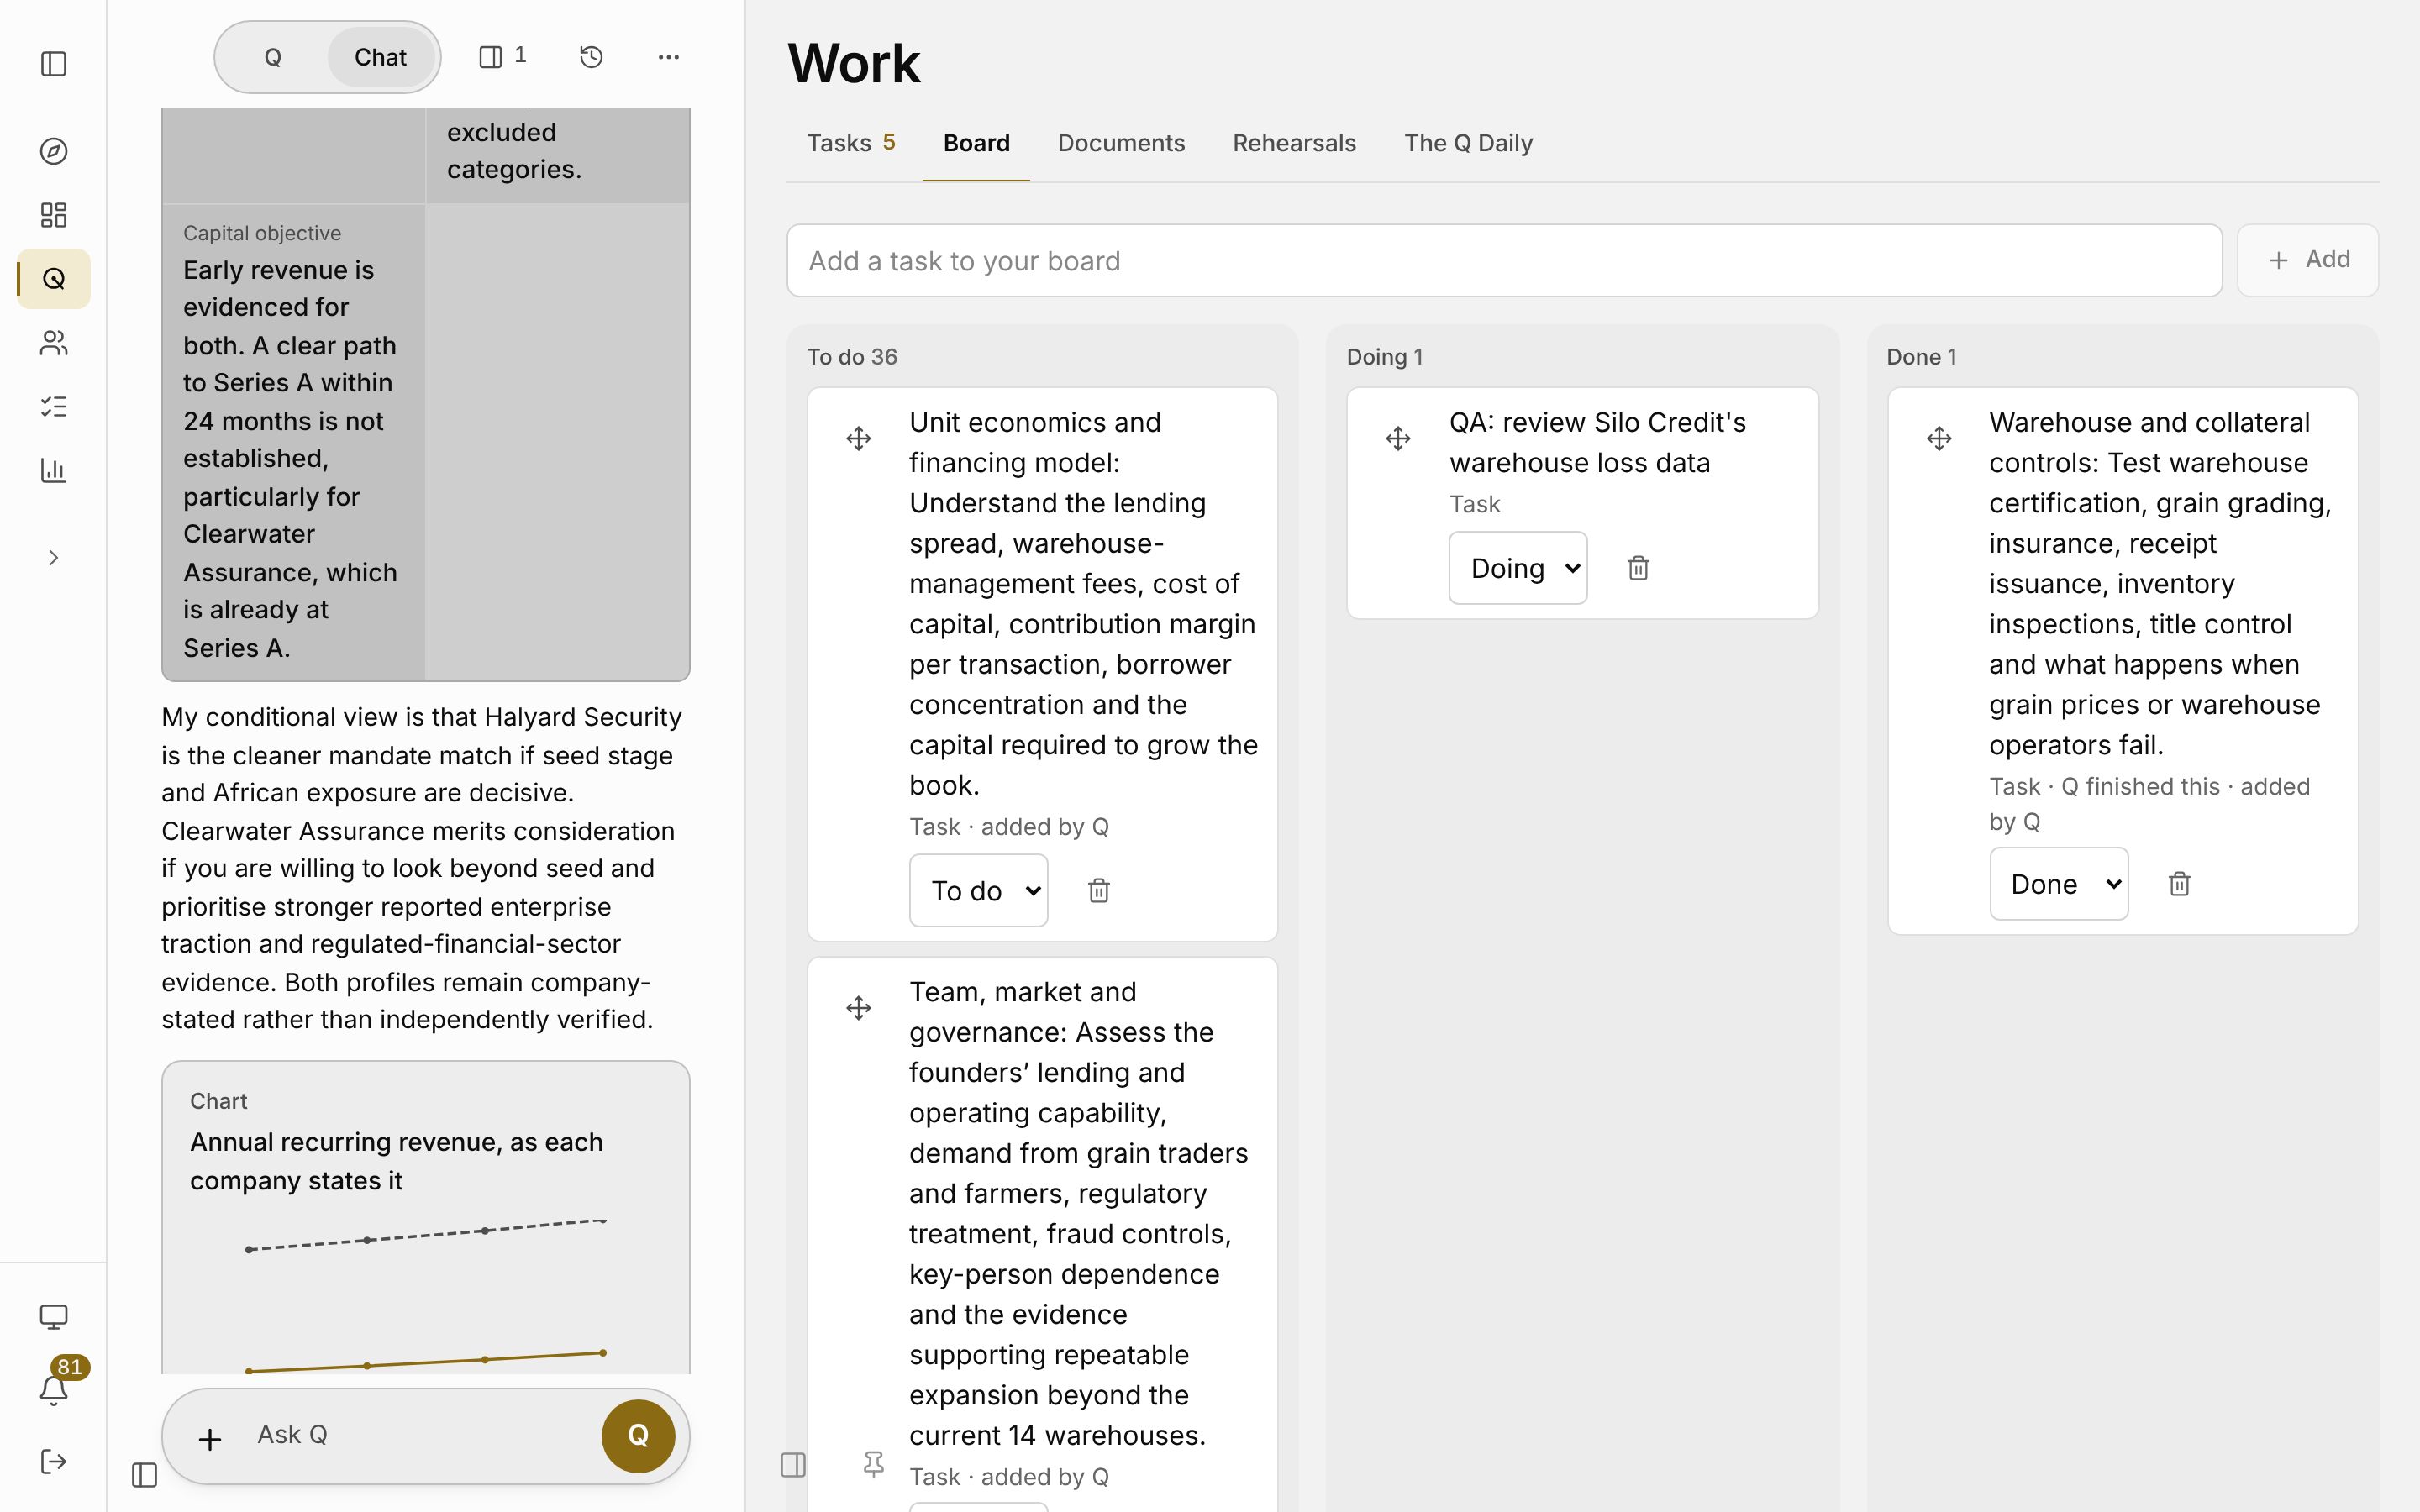 Q
Chat
1
excluded
categories.
Capital objective
Early revenue is
evidenced for
both. A clear path
to Series A within
24 months is not
established,
particularly for
Clearwater
Assurance, which
is already at
Series A.
My conditional view is that Halyard Security
is the cleaner mandate match if seed stage
and African exposure are decisive.
Clearwater Assurance merits consideration
if you are willing to look beyond seed and
prioritise stronger reported enterprise
traction and regulated-financial-sector
evidence. Both profiles remain company-
stated rather than independently verified.
Chart
Annual recurring revenue, as each
company states it
Ask Q
Q
81
Q
Work
Tasks 5
Board
Documents
Rehearsals
The Q Daily
Add a task to your board
Add
To do 36
Unit economics and
financing model:
Understand the lending
spread, warehouse-
management fees, cost of
capital, contribution margin
per transaction, borrower
concentration and the
capital required to grow the
book.
Task · added by Q
To do
Team, market and
governance: Assess the
founders’ lending and
operating capability,
demand from grain traders
and farmers, regulatory
treatment, fraud controls,
key-person dependence
and the evidence
supporting repeatable
expansion beyond the
current 14 warehouses.
Task · added by Q
Doing 1
QA: review Silo Credit's
warehouse loss data
Task
Doing
Done 1
Warehouse and collateral
controls: Test warehouse
certification, grain grading,
insurance, receipt
issuance, inventory
inspections, title control
and what happens when
grain prices or warehouse
operators fail.
Task · Q finished this · added
by Q
Done